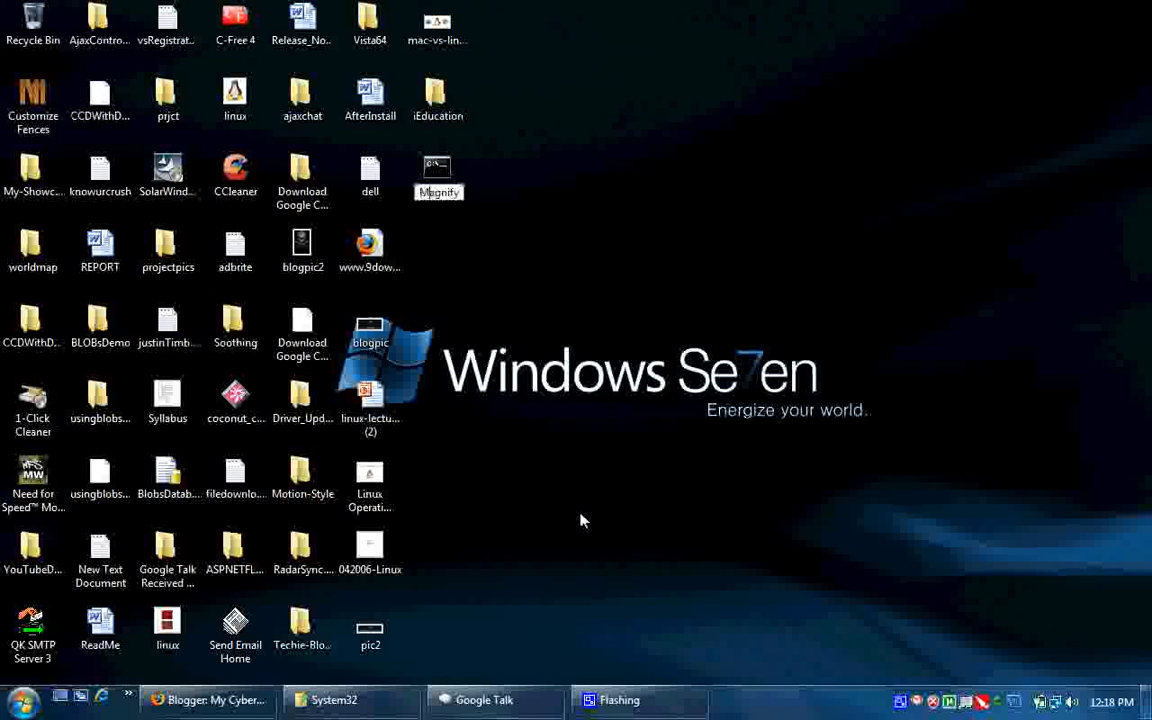 Recycle Bin
AjaxContro...
vsRegistrat...
C-Free 4
Release_No...
Vista64
mac-vs-lin...
Customize
Fences
CCDWithD...
prjct
linux
ajaxchat
AfterInstall
iEducation
My-Showc...
knowurcrush
SolarWind...
CCleaner
Download
Google C...
dell
Magnify
worldmap
REPORT
projectpics
adbrite
blogpic2
www.9dow...
CCDWithD...
BLOBsDemo
justinTimb...
Soothing
Download
Google C...
blogpic
Windows Se7en
Energize your world.
1-Click
Cleaner
usingblobs...
Syllabus
coconut_c...
Driver_Upd...
linux-lectu...
(2)
Need for
Speed™ Mo...
usingblobs...
BlobsDatab...
filedownlo...
Motion-Style
Linux
Operati...
YouTubeD...
New Text
Document
Google Talk
Received ...
ASPNETFL...
RadarSync...
042006-Linux
QK SMTP
Server 3
ReadMe
linux
Send Email
Home
Techie-Blo...
pic2
Blogger: My Cyber...
System32
Google Talk
Flashing
12:18 PM